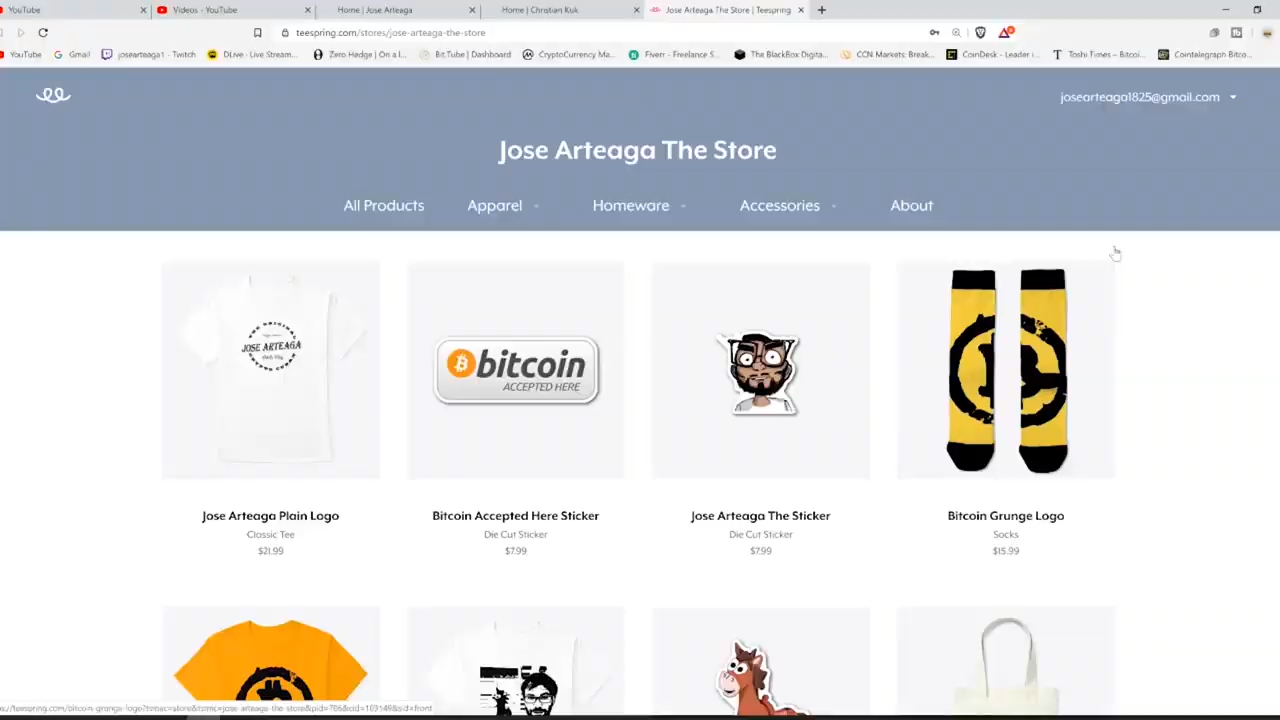 YouTube
Videos - YouTube
Home | Jose Arteaga
Home | Christian Kuk
Jose Arteaga The Store | Teespring
teespring.com/stores/jose-arteaga-the-store
YouTube
Gmail
josearteaga1 - Twitch
DLive · Live Stream...
Zero Hedge | On a l...
Bit.Tube | Dashboard
CryptoCurrency Ma...
Fiverr - Freelance S...
The BlackBox Digita...
CCN Markets: Break...
CoinDesk - Leader i...
Toshi Times – Bitcoi...
Cointelegraph Bitco...
josearteaga1825@gmail.com
Jose Arteaga The Store
All Products
Apparel
Homeware
Accessories
About
THE ORIGINAL
JOSE ARTEAGA
bitcoin
ACCEPTED HERE
Jose Arteaga Plain Logo
Classic Tee
$21.99
Bitcoin Accepted Here Sticker
Die Cut Sticker
$7.99
Jose Arteaga The Sticker
Die Cut Sticker
$7.99
Bitcoin Grunge Logo
Socks
$15.99